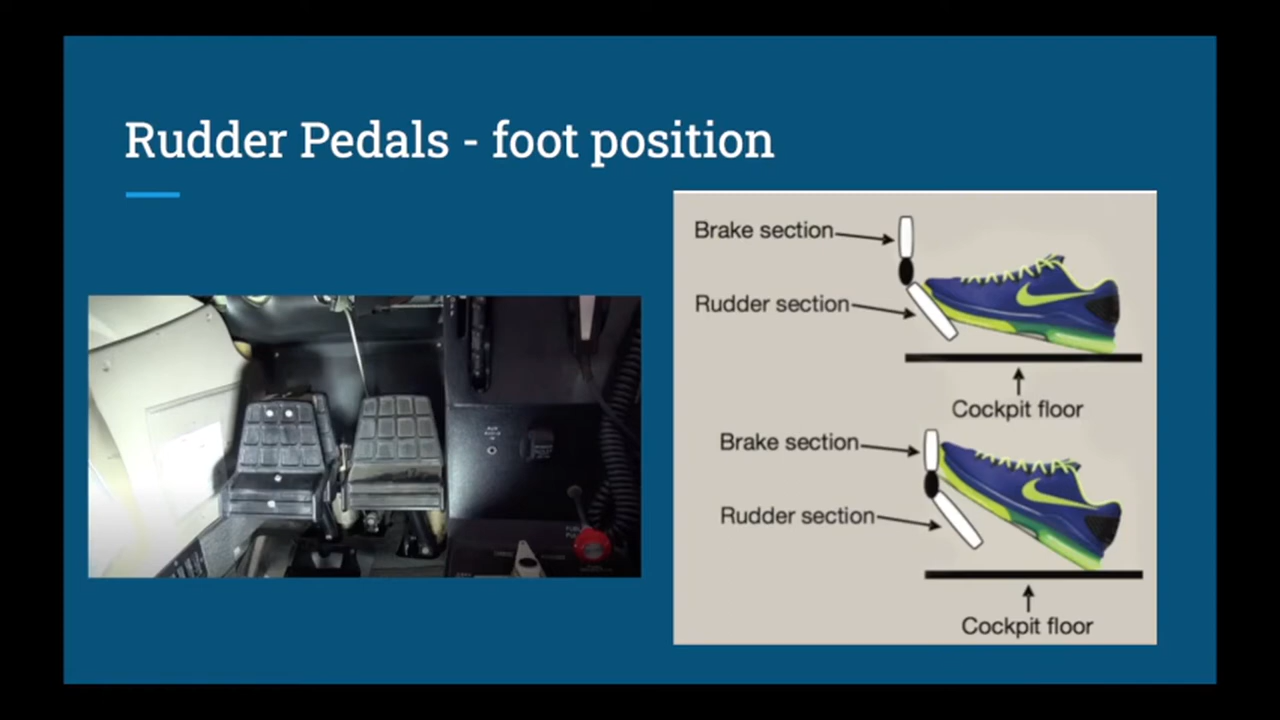 Rudder Pedals - foot position
Brake section
Rudder section
Cockpit floor
Brake section
Rudder section
Cockpit floor